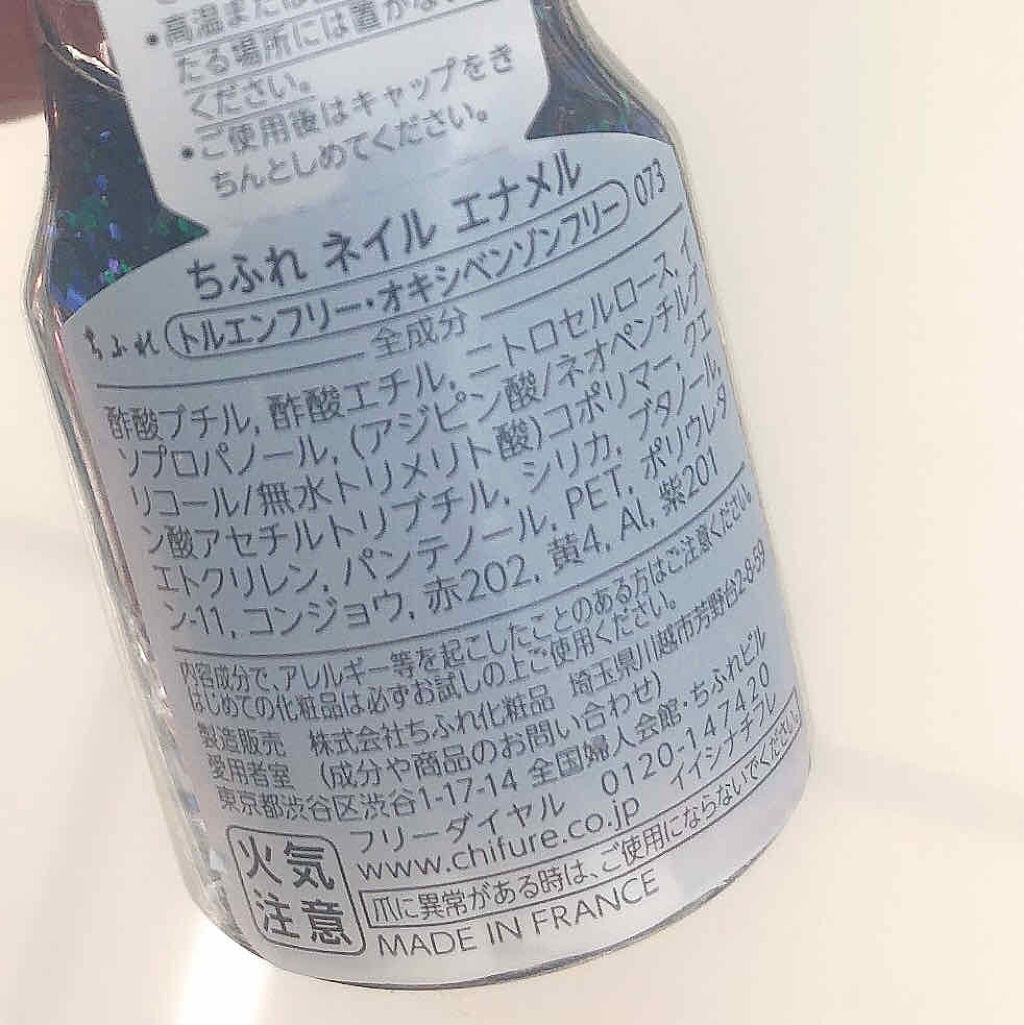 •高温または
たる場所には置かない
ください。
•ご使用後はキャップをき
ちんとしめてください。
ちふれ ネイル エナメル
ちふれ トルエンフリー・オキシベンゾンフリー 073
全成分
酢酸ブチル, 酢酸エチル, ニトロセルロース, イ
ソプロパノール, (アジピン酸/ネオペンチルグ
リコール/無水トリメリト酸)コポリマー, クエ
ン酸アセチルトリブチル, シリカ, ブタノール,
エトクリレン, パンテノール, PET, ポリウレタ
ン-11, コンジョウ, 赤202, 黄4, Al, 紫201
内容成分で、アレルギー等を起こしたことのある方はご注意ください。
はじめての化粧品は必ずお試しの上ご使用ください。
製造販売 株式会社ちふれ化粧品 埼玉県川越市芳野台2-8-59
愛用者室 (成分や商品のお問い合わせ)
東京都渋谷区渋谷1-17-14 全国婦人会館・ちふれビル
フリーダイヤル 0120-147420
www.chifure.co.jp イイシナチフレ
火気
注意
爪に異常がある時は、ご使用にならないでください。
MADE IN FRANCE